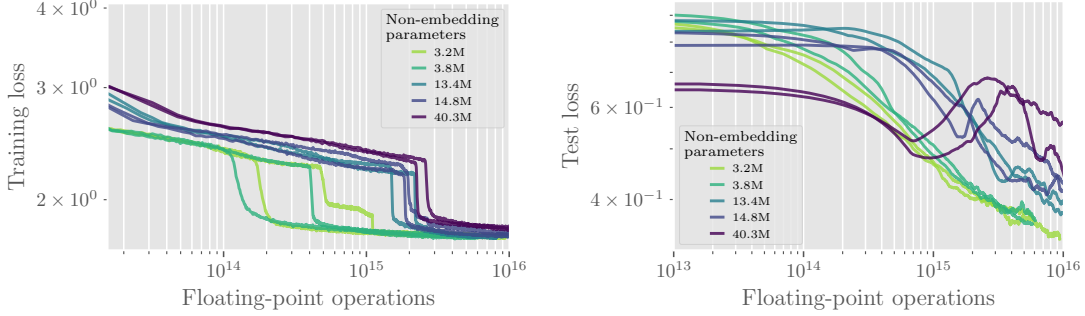 4 × 10⁰
3 × 10⁰
2 × 10⁰
Training loss
Non-embedding
parameters
3.2M
3.8M
13.4M
14.8M
40.3M
10¹⁴
10¹⁵
10¹⁶
Floating-point operations
6 × 10⁻¹
4 × 10⁻¹
Test loss
Non-embedding
parameters
3.2M
3.8M
13.4M
14.8M
40.3M
10¹³
10¹⁴
10¹⁵
10¹⁶
Floating-point operations